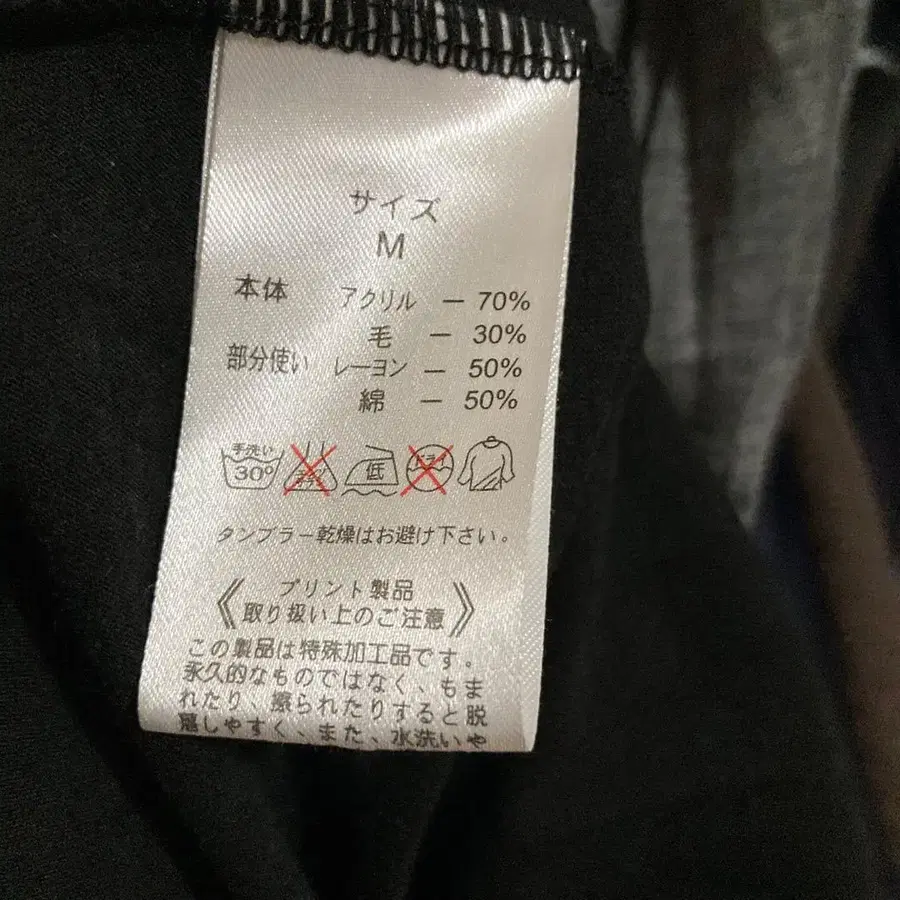 サイズ
M
本体 アクリル — 70%
毛 — 30%
部分使い レーヨン — 50%
綿 — 50%
手洗い
30°
低
ドライ
タンブラー乾燥はお避け下さい。
《プリント製品
取り扱い上のご注意》
この製品は特殊加工品です。
永久的なものではなく、もま
れたり、擦られたりすると脱
落しやすく、また、水洗いや